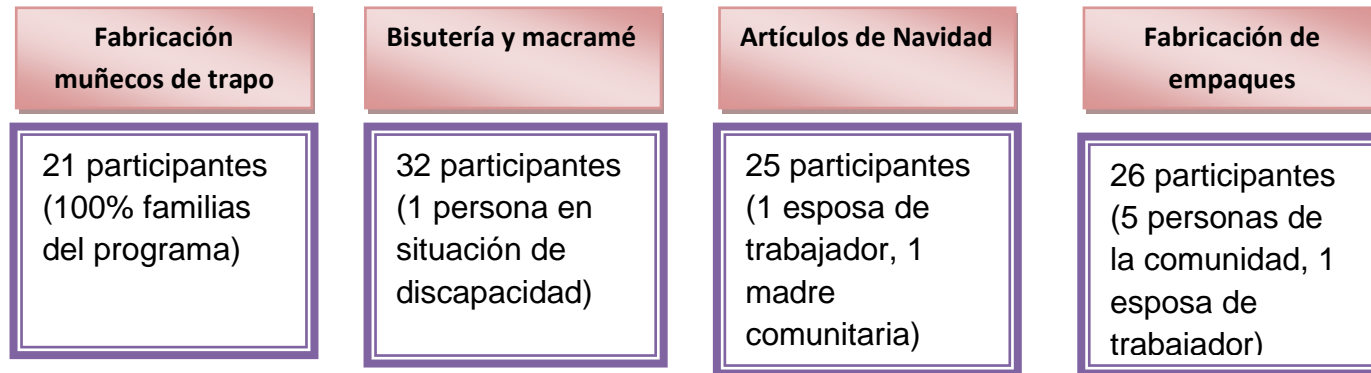 Fabricación
muñecos de trapo
21 participantes
(100% familias
del programa)
Bisutería y macramé
32 participantes
(1 persona en
situación de
discapacidad)
Artículos de Navidad
25 participantes
(1 esposa de
trabajador, 1
madre
comunitaria)
Fabricación de
empaques
26 participantes
(5 personas de
la comunidad, 1
esposa de
trabajador)